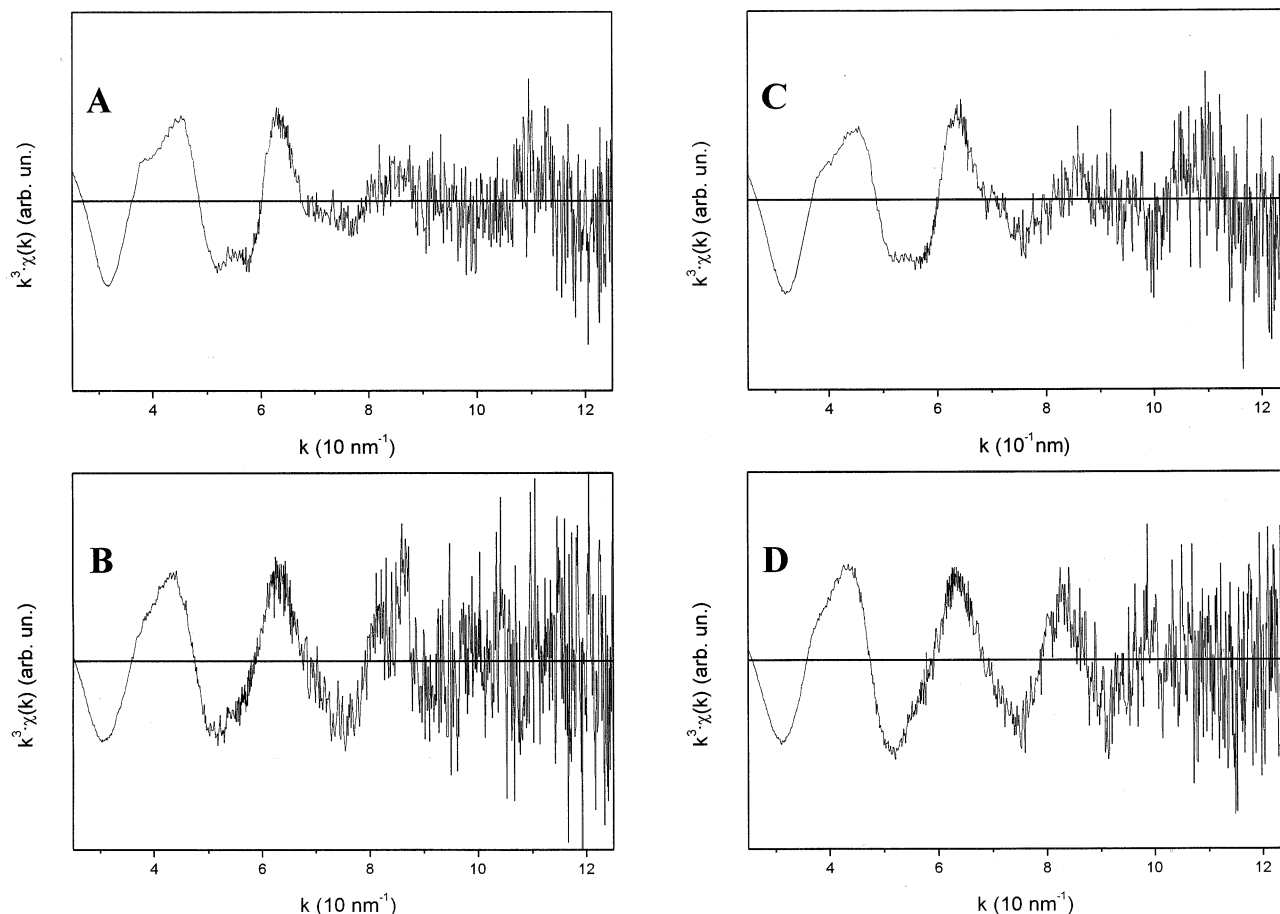 A
k³·χ(k) (arb. un.)
4 6 8 10 12
k (10 nm⁻¹)
C
k³·χ(k) (arb. un.)
4 6 8 10 12
k (10⁻¹nm)
B
k³·χ(k) (arb. un.)
4 6 8 10 12
k (10 nm⁻¹)
D
k³·χ(k) (arb. un.)
4 6 8 10 12
k (10 nm⁻¹)